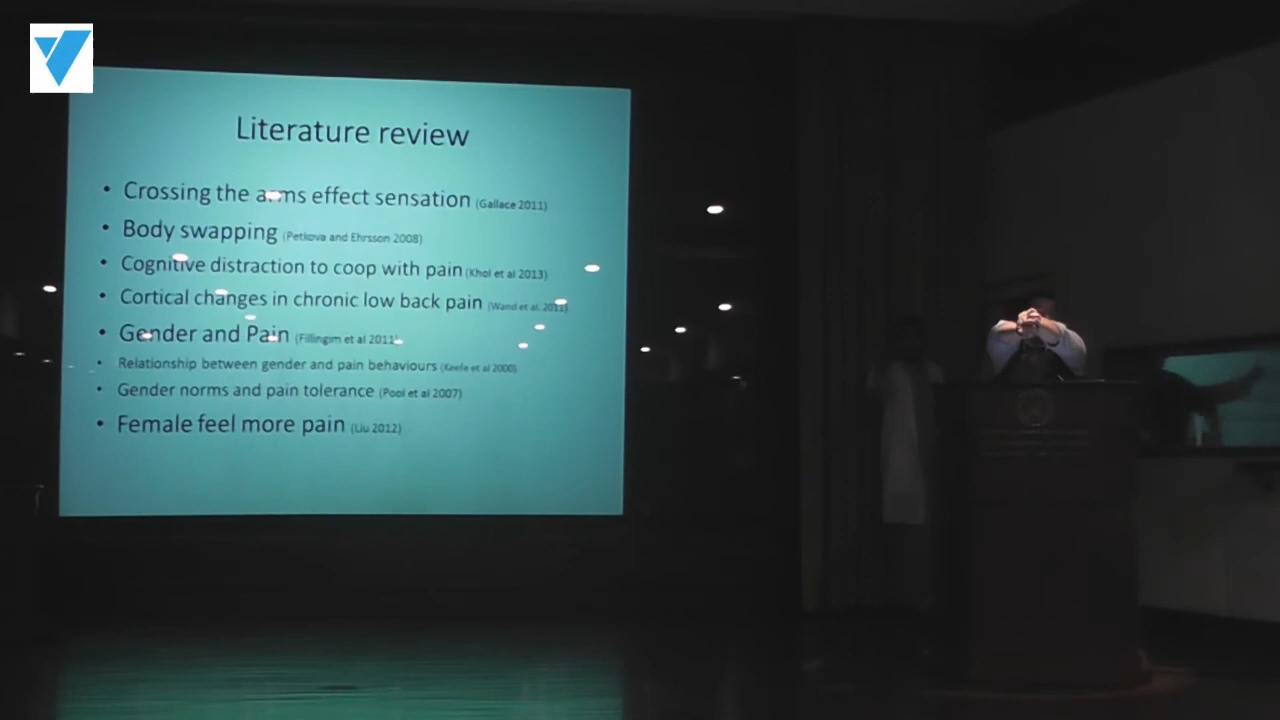 Literature review
• Crossing the arms effect sensation (Gallace 2011)
• Body swapping (Petkova and Ehrsson 2008)
• Cognitive distraction to coop with pain (Khol et al 2013)
• Cortical changes in chronic low back pain (Wand et al. 2011)
• Gender and Pain (Fillingim et al 2011)
• Relationship between gender and pain behaviours (Keefe et al 2000)
• Gender norms and pain tolerance (Pool et al 2007)
• Female feel more pain (Liu 2012)